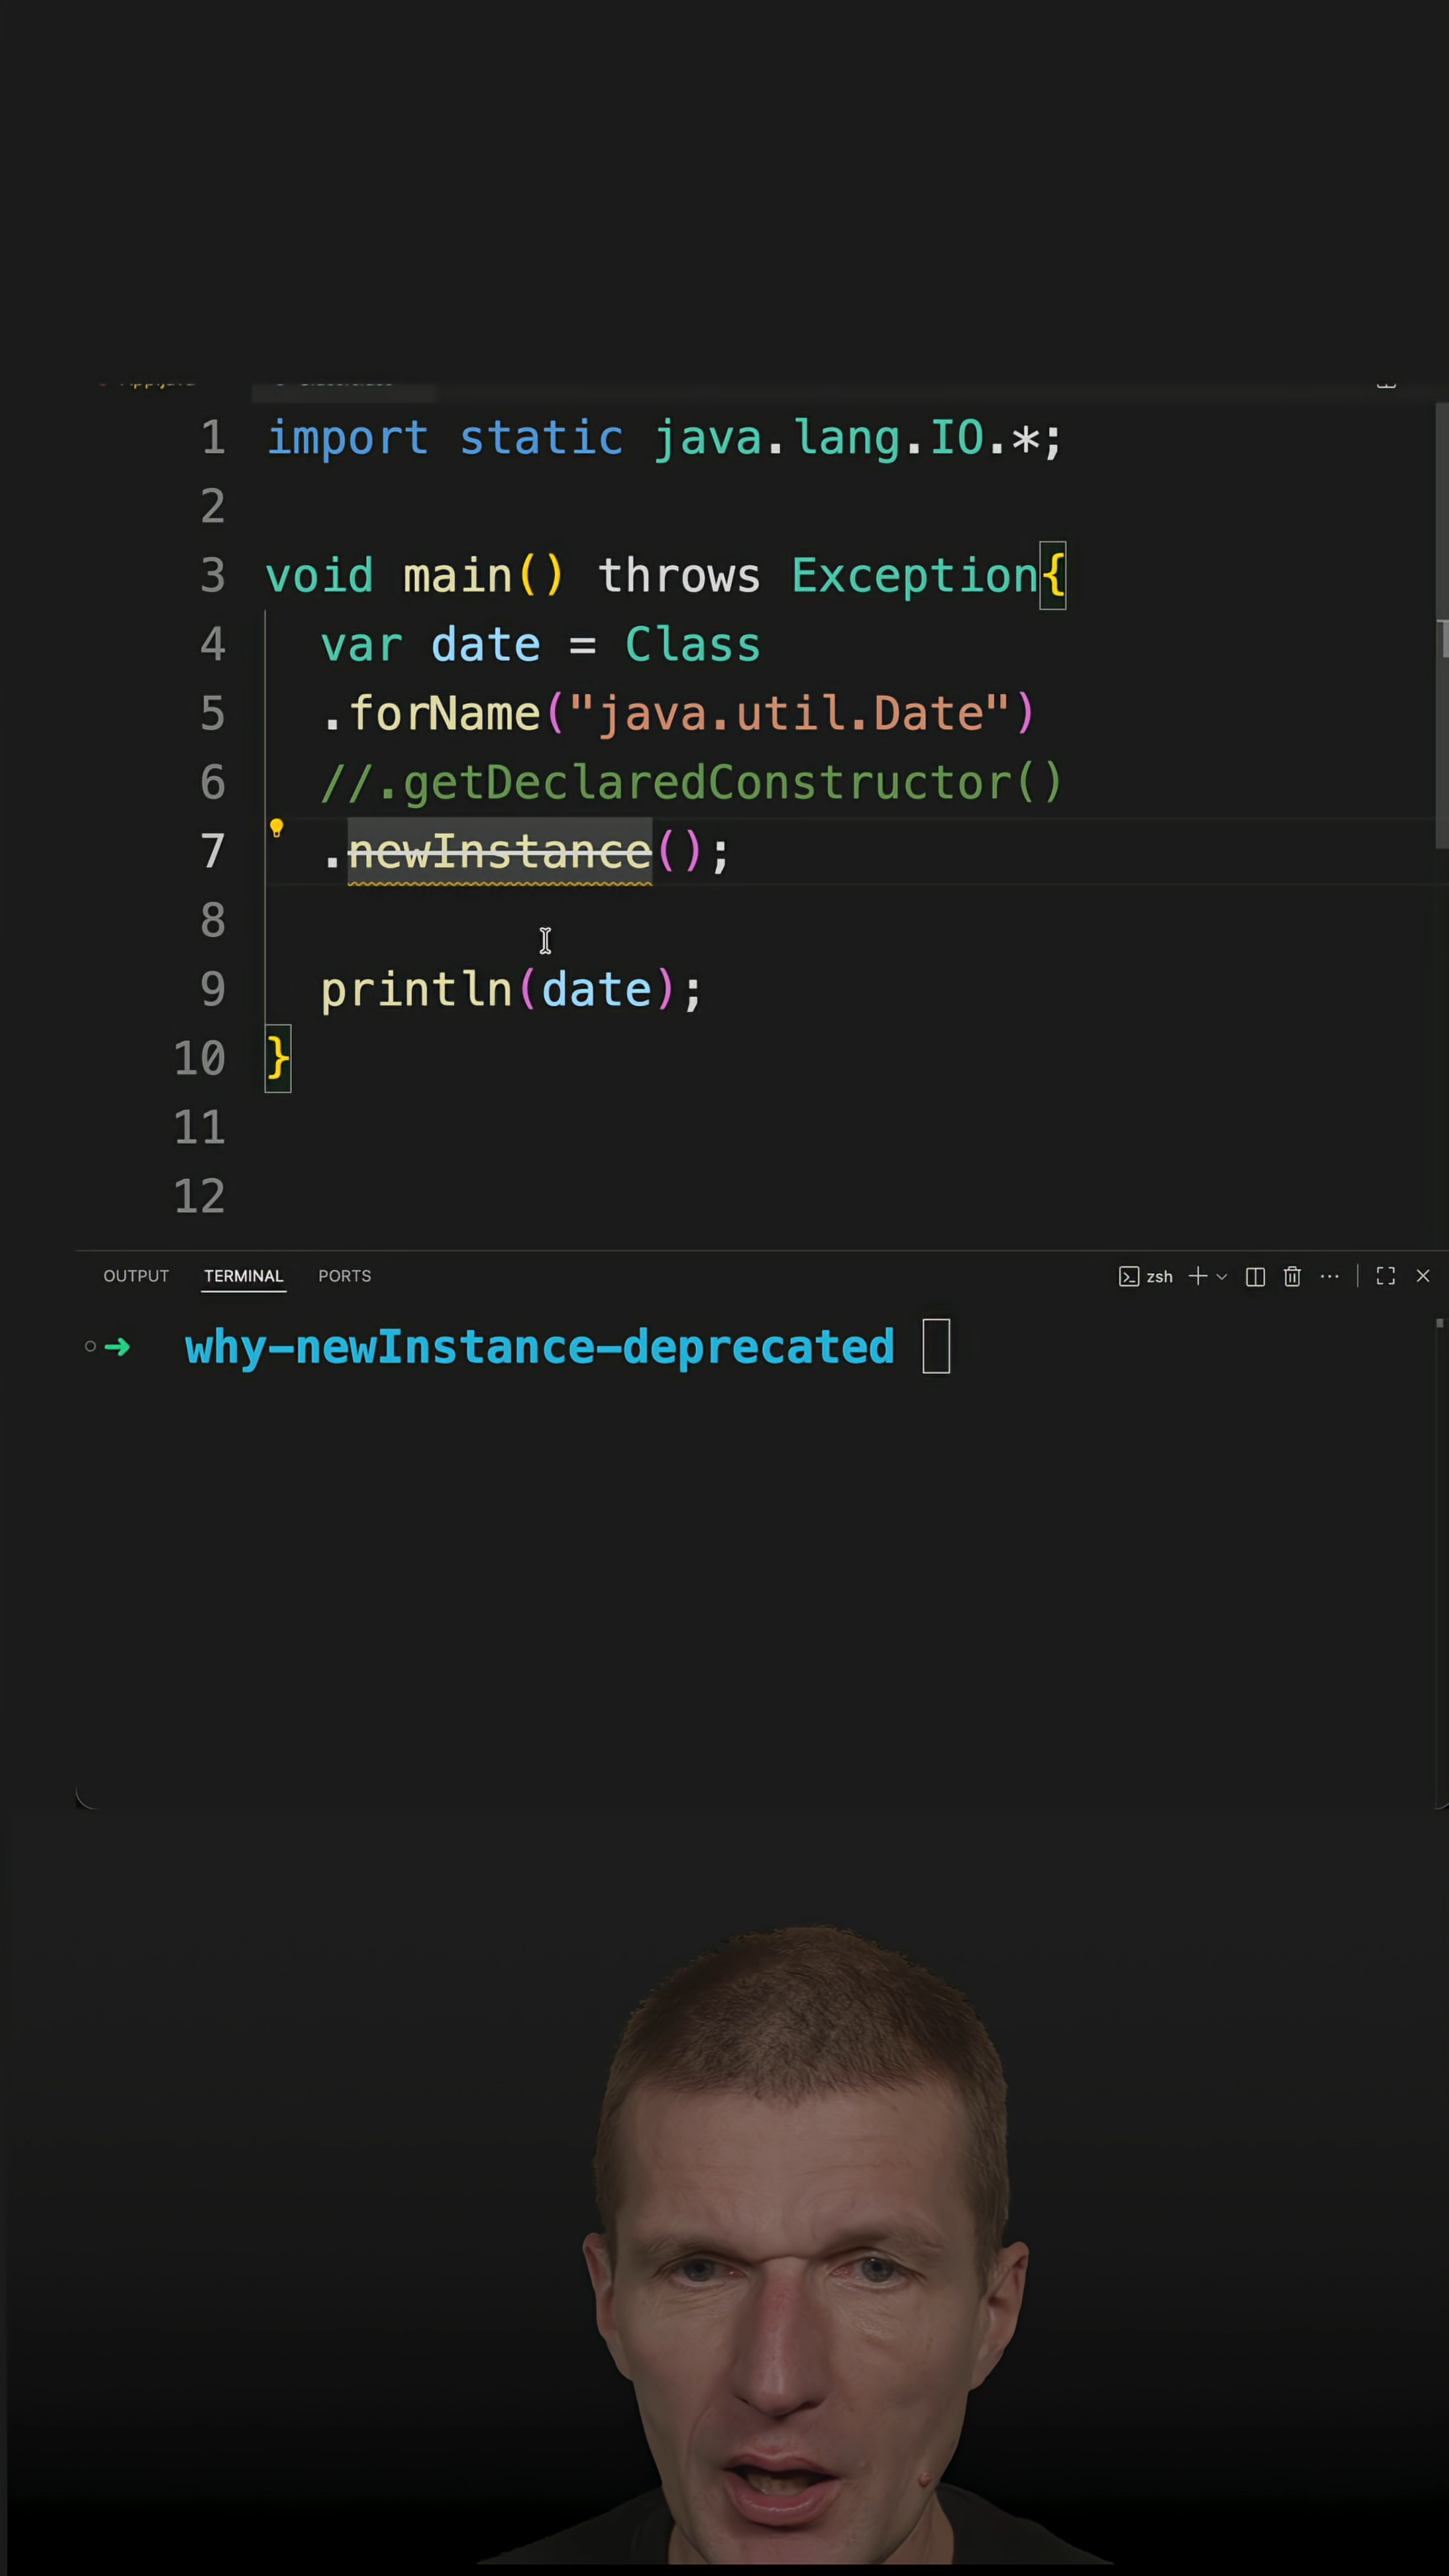 1 import static java.lang.IO.*;
2
3 void main() throws Exception{
4 var date = Class
5 .forName("java.util.Date")
6 //.getDeclaredConstructor()
7 .newInstance();
8
9 println(date);
10 }
11
12
OUTPUT TERMINAL PORTS zsh
why-newInstance-deprecated